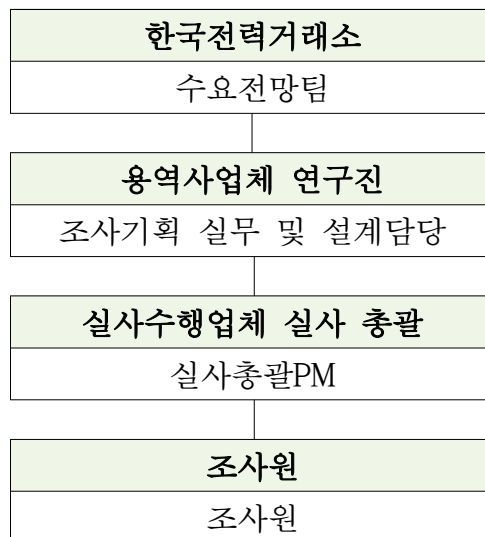 한국전력거래소
수요전망팀
용역사업체 연구진
조사기획 실무 및 설계담당
실사수행업체 실사 총괄
실사총괄PM
조사원
조사원